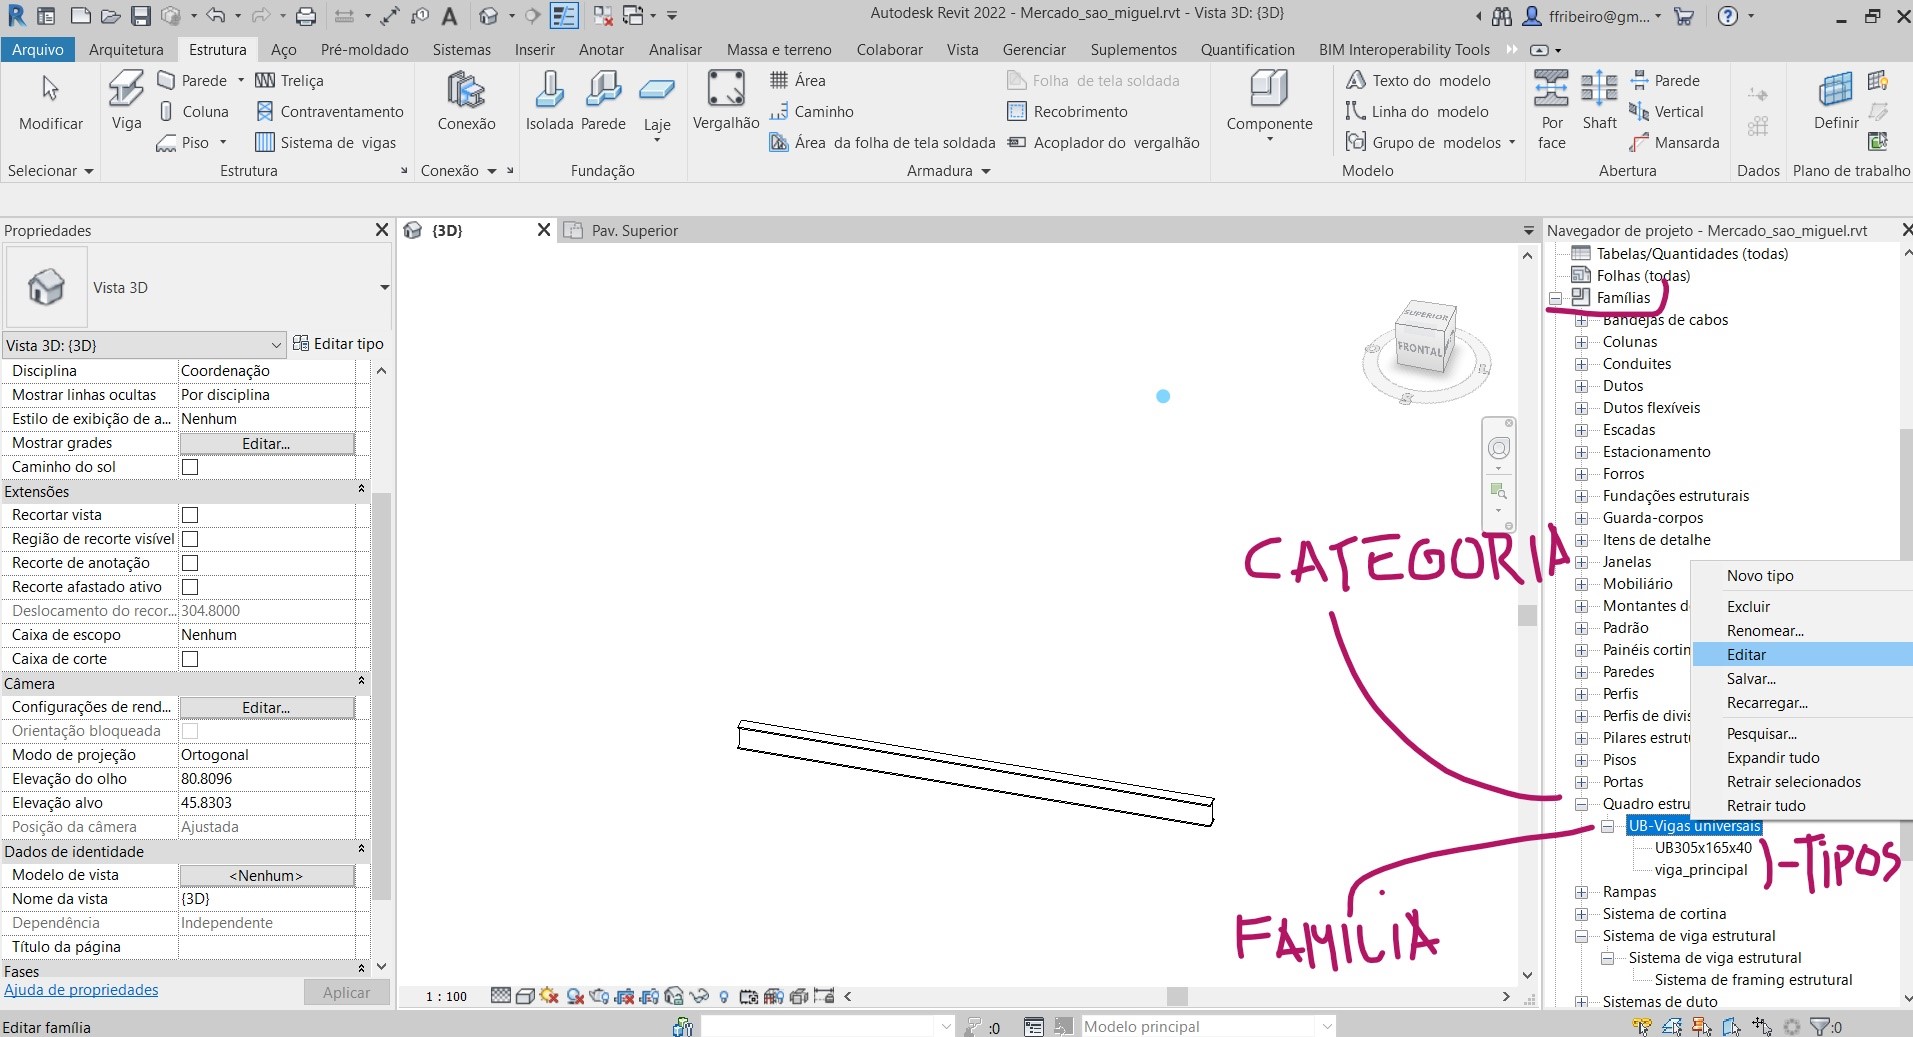 Autodesk Revit 2022 - Mercado_sao_miguel.rvt - Vista 3D: {3D}
ffribeiro@gm...
Arquivo Arquitetura Estrutura Aço Pré-moldado Sistemas Inserir Anotar Analisar Massa e terreno Colaborar Vista Gerenciar Suplementos Quantification BIM Interoperability Tools
Modificar
Selecionar
Viga
Parede
Coluna
Piso
Treliça
Contraventamento
Sistema de vigas
Estrutura
Conexão
Conexão
Isolada Parede Laje
Fundação
Vergalhão
Área
Caminho
Área da folha de tela soldada
Folha de tela soldada
Recobrimento
Acoplador do vergalhão
Armadura
Componente
Texto do modelo
Linha do modelo
Grupo de modelos
Modelo
Por
face
Shaft
Parede
Vertical
Mansarda
Abertura
Dados
Definir
Plano de trabalho
Propriedades
Vista 3D
Vista 3D: {3D} Editar tipo
Disciplina Coordenação
Mostrar linhas ocultas Por disciplina
Estilo de exibição de a... Nenhum
Mostrar grades Editar...
Caminho do sol
Extensões
Recortar vista
Região de recorte visível
Recorte de anotação
Recorte afastado ativo
Deslocamento do recor... 304.8000
Caixa de escopo Nenhum
Caixa de corte
Câmera
Configurações de rend... Editar...
Orientação bloqueada
Modo de projeção Ortogonal
Elevação do olho 80.8096
Elevação alvo 45.8303
Posição da câmera Ajustada
Dados de identidade
Modelo de vista <Nenhum>
Nome da vista {3D}
Dependência Independente
Título da página
Fases
Ajuda de propriedades Aplicar
{3D} Pav. Superior
SUPERIOR
FRONTAL
CATEGORIA
FAMILIA
)-TIPOS
1 : 100
Navegador de projeto - Mercado_sao_miguel.rvt
Tabelas/Quantidades (todas)
Folhas (todas)
Famílias
Bandejas de cabos
Colunas
Conduites
Dutos
Dutos flexíveis
Escadas
Estacionamento
Forros
Fundações estruturais
Guarda-corpos
Itens de detalhe
Janelas
Mobiliário
Montantes d
Padrão
Painéis cortin
Paredes
Perfis
Perfis de divis
Pilares estrut
Pisos
Portas
Quadro estru
UB-Vigas universais
UB305x165x40
viga_principal
Rampas
Sistema de cortina
Sistema de viga estrutural
Sistema de viga estrutural
Sistema de framing estrutural
Sistemas de duto
Novo tipo
Excluir
Renomear...
Editar
Salvar...
Recarregar...
Pesquisar...
Expandir tudo
Retrair selecionados
Retrair tudo
Editar família
:0
Modelo principal
:0